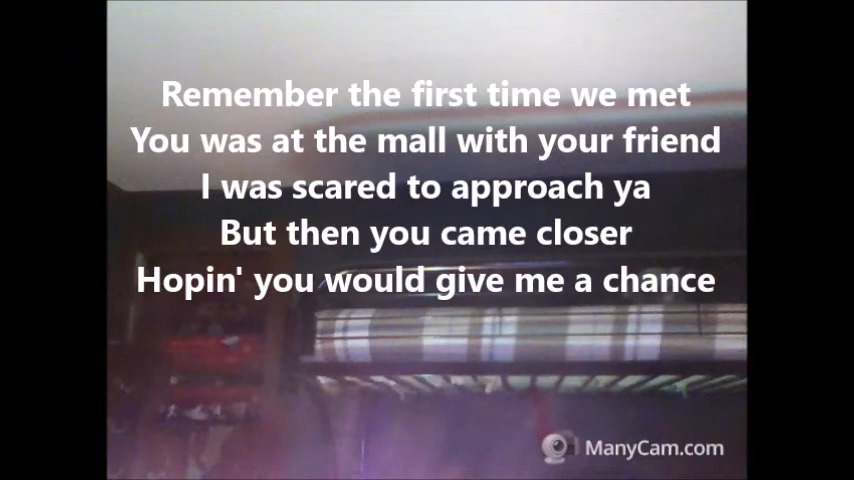 Remember the first time we met
You was at the mall with your friend
I was scared to approach ya
But then you came closer
Hopin' you would give me a chance
ManyCam.com